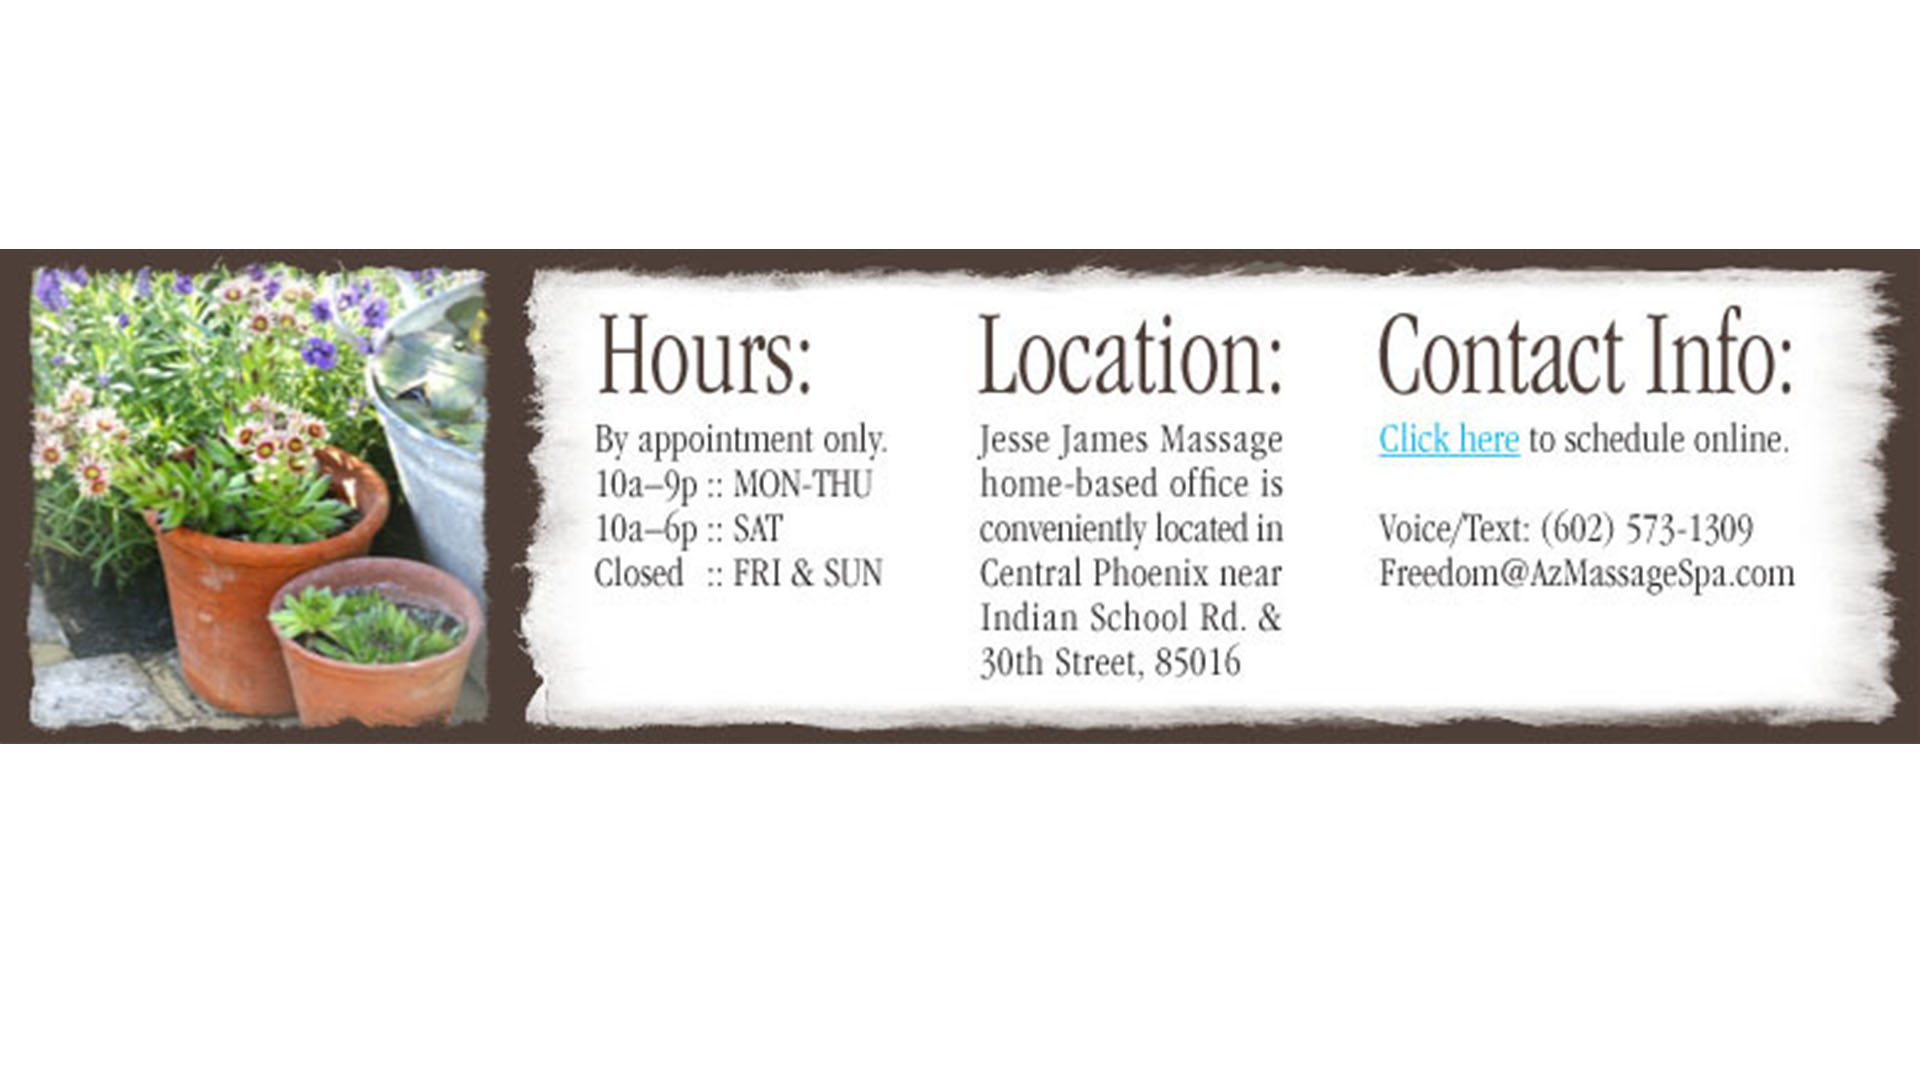 Hours:
By appointment only.
10a–9p :: MON-THU
10a–6p :: SAT
Closed :: FRI & SUN
Location:
Jesse James Massage
home-based office is
conveniently located in
Central Phoenix near
Indian School Rd. &
30th Street, 85016
Contact Info:
Click here to schedule online.
Voice/Text: (602) 573-1309
Freedom@AzMassageSpa.com